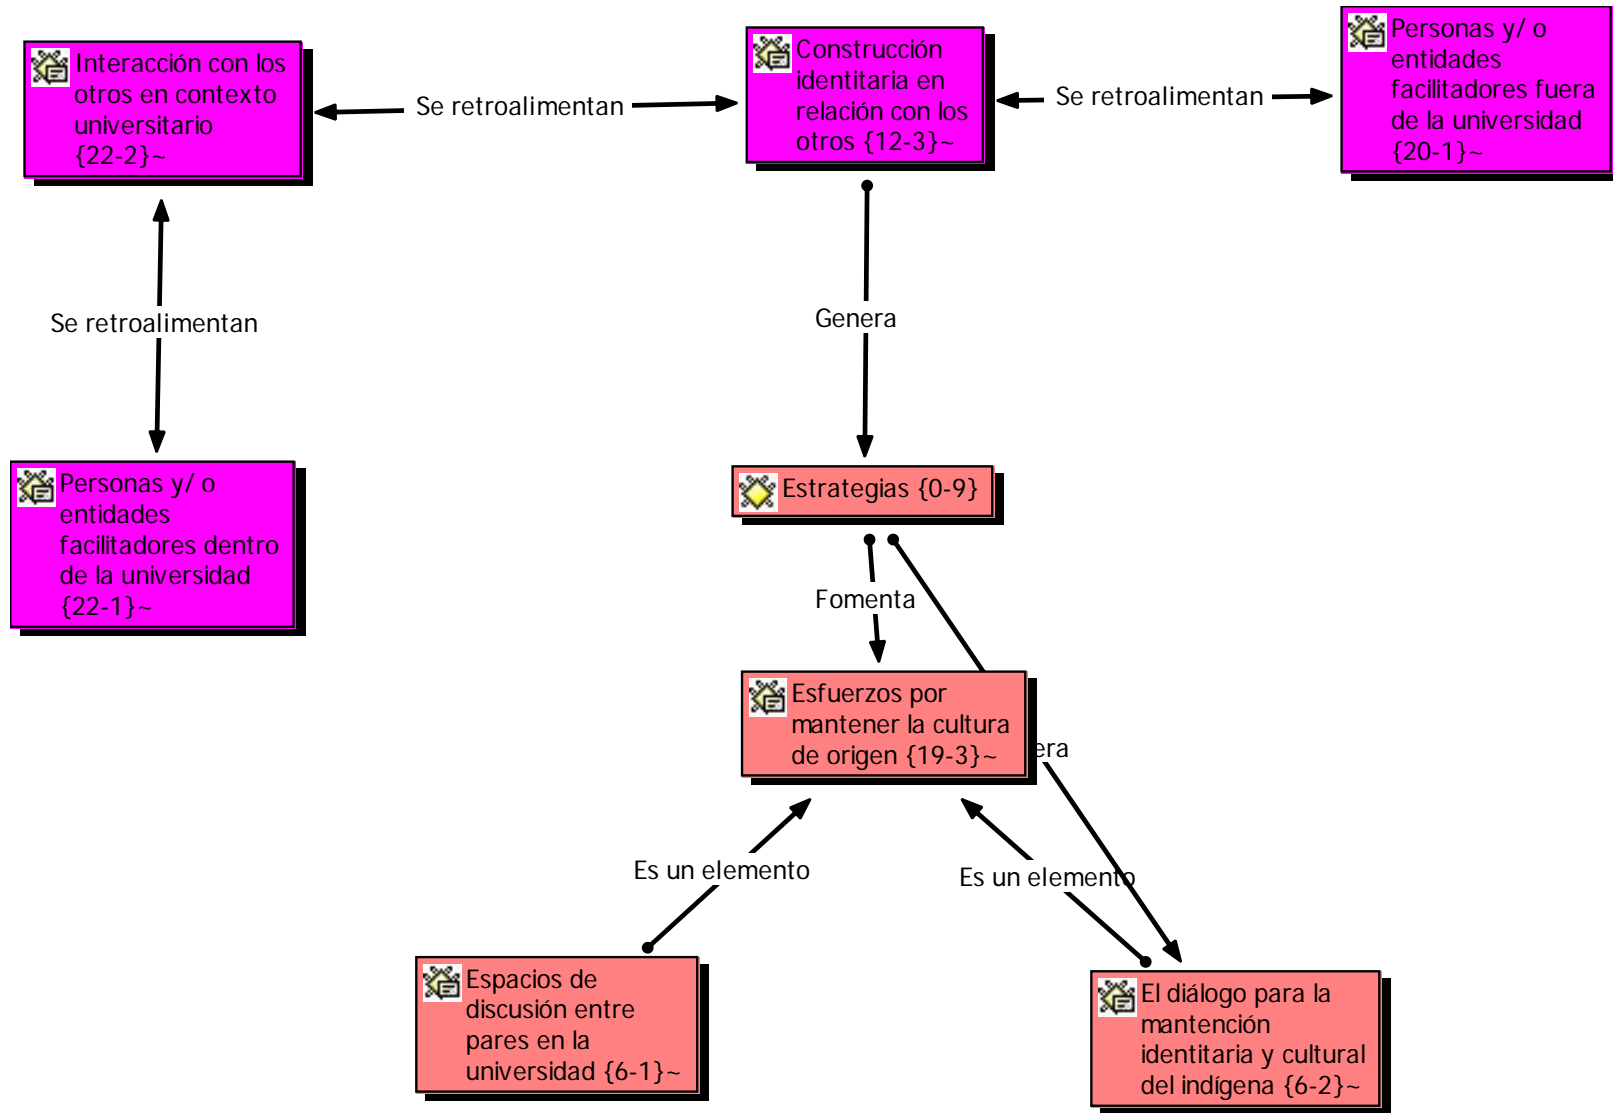 Interacción con los
otros en contexto
universitario
{22-2}~
Se retroalimentan
Construcción
identitaria en
relación con los
otros {12-3}~
Se retroalimentan
Personas y/ o
entidades
facilitadores fuera
de la universidad
{20-1}~
Se retroalimentan
Genera
Personas y/ o
entidades
facilitadores dentro
de la universidad
{22-1}~
Estrategias {0-9}
Fomenta
Esfuerzos por
mantener la cultura
de origen {19-3}~
Es un elemento
Es un elemento
Espacios de
discusión entre
pares en la
universidad {6-1}~
El diálogo para la
mantención
identitaria y cultural
del indígena {6-2}~